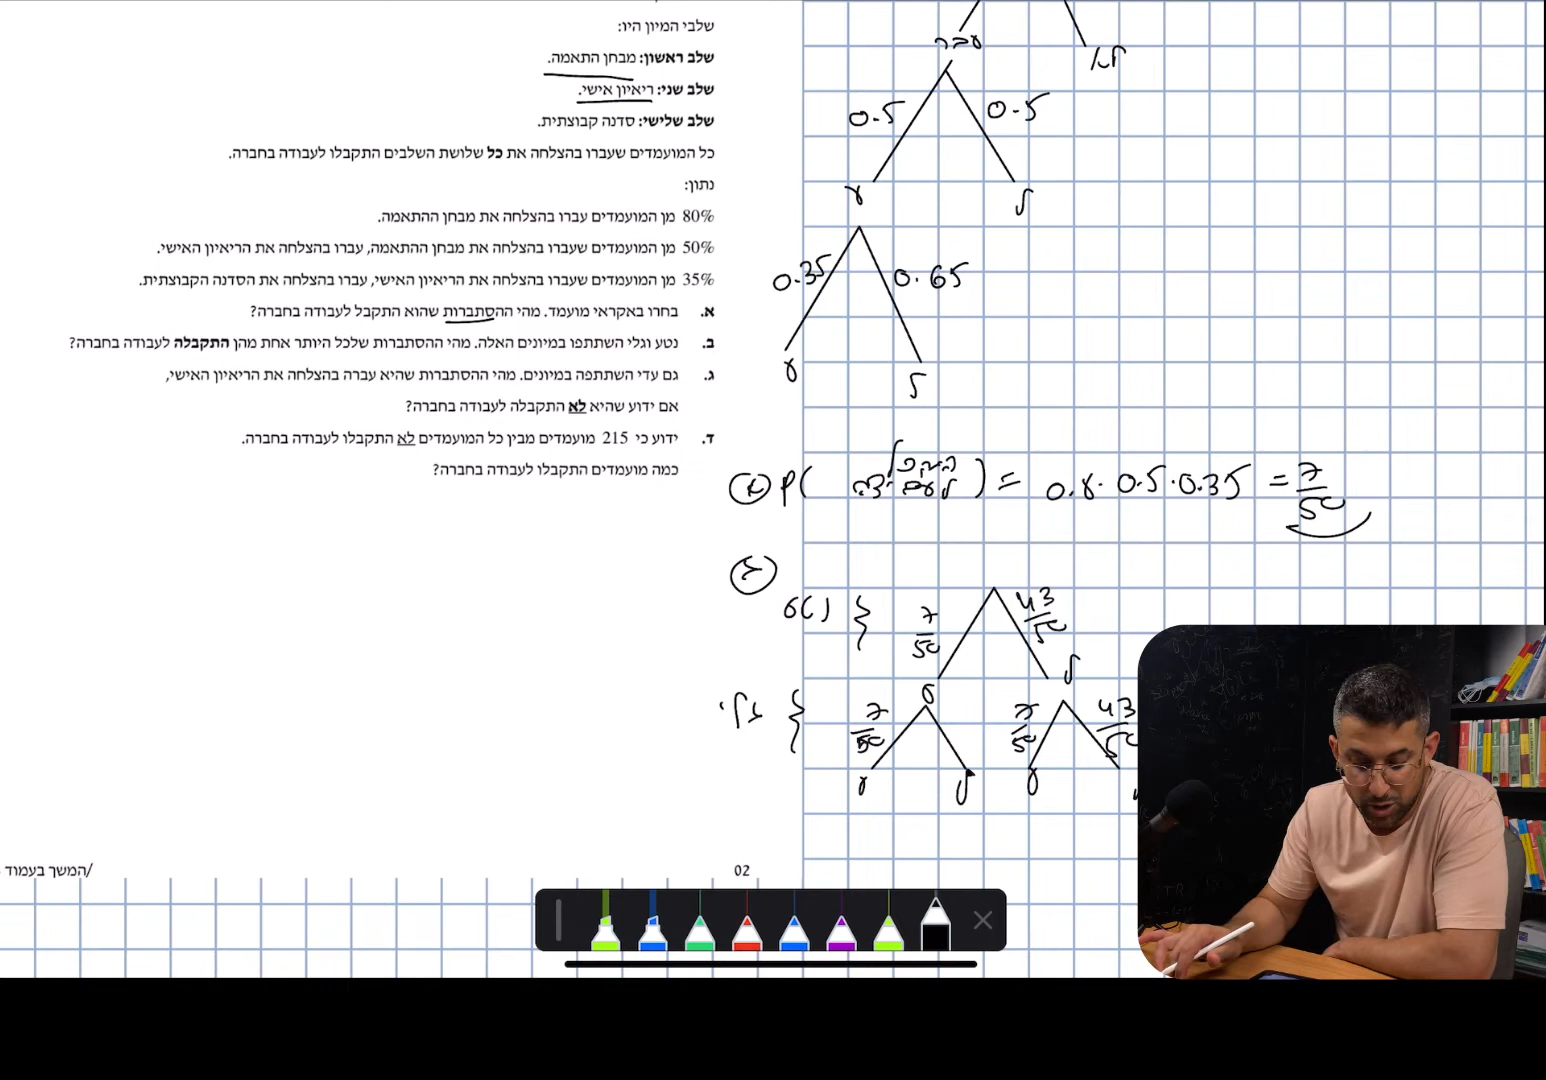 שלבי המיון היו:
שלב ראשון: מבחן התאמה.
שלב שני: ריאיון אישי.
שלב שלישי: סדנה קבוצתית.
כל המועמדים שעברו בהצלחה את כל שלושת השלבים התקבלו לעבודה בחברה.
נתון:
80% מן המועמדים עברו בהצלחה את מבחן ההתאמה.
50% מן המועמדים שעברו בהצלחה את מבחן ההתאמה, עברו בהצלחה את הריאיון האישי.
35% מן המועמדים שעברו בהצלחה את הריאיון האישי, עברו בהצלחה את הסדנה הקבוצתית.
א. בחרו באקראי מועמד. מהי ההסתברות שהוא התקבל לעבודה בחברה?
ב. נטע וגלי השתתפו במיונים האלה. מהי ההסתברות שלכל היותר אחת מהן התקבלה לעבודה בחברה?
ג. גם עדי השתתפה במיונים. מהי ההסתברות שהיא עברה בהצלחה את הריאיון האישי,
אם ידוע שהיא לא התקבלה לעבודה בחברה?
ד. ידוע כי 215 מועמדים מבין כל המועמדים לא התקבלו לעבודה בחברה.
כמה מועמדים התקבלו לעבודה בחברה?
02
/המשך בעמוד
עבר
לא
0.5 0.5
ע ל
0.35 0.65
ע ל
א P( ) = 0.8 · 0.5 · 0.35 = 7/50
ב
7/50 43/50
ל
גלי 7/50 7/50 43/50
ע ל ע